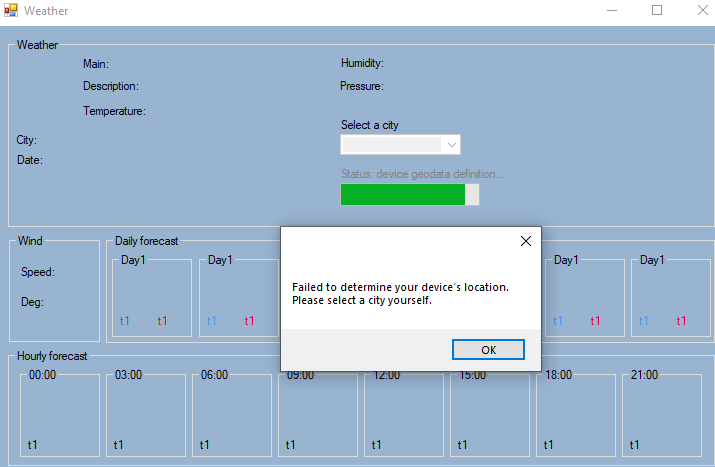 Weather
Weather
Main:
Humidity:
Description:
Pressure:
Temperature:
Select a city
City:
Date:
Status: device geodata definition...
Wind
Daily forecast
Speed:
Deg:
Day1
Day1
Day1
Day1
t1 t1
t1 t1
t1 t1
t1 t1
Failed to determine your device's location.
Please select a city yourself.
OK
Hourly forecast
00:00
03:00
06:00
09:00
12:00
15:00
18:00
21:00
t1
t1
t1
t1
t1
t1
t1
t1